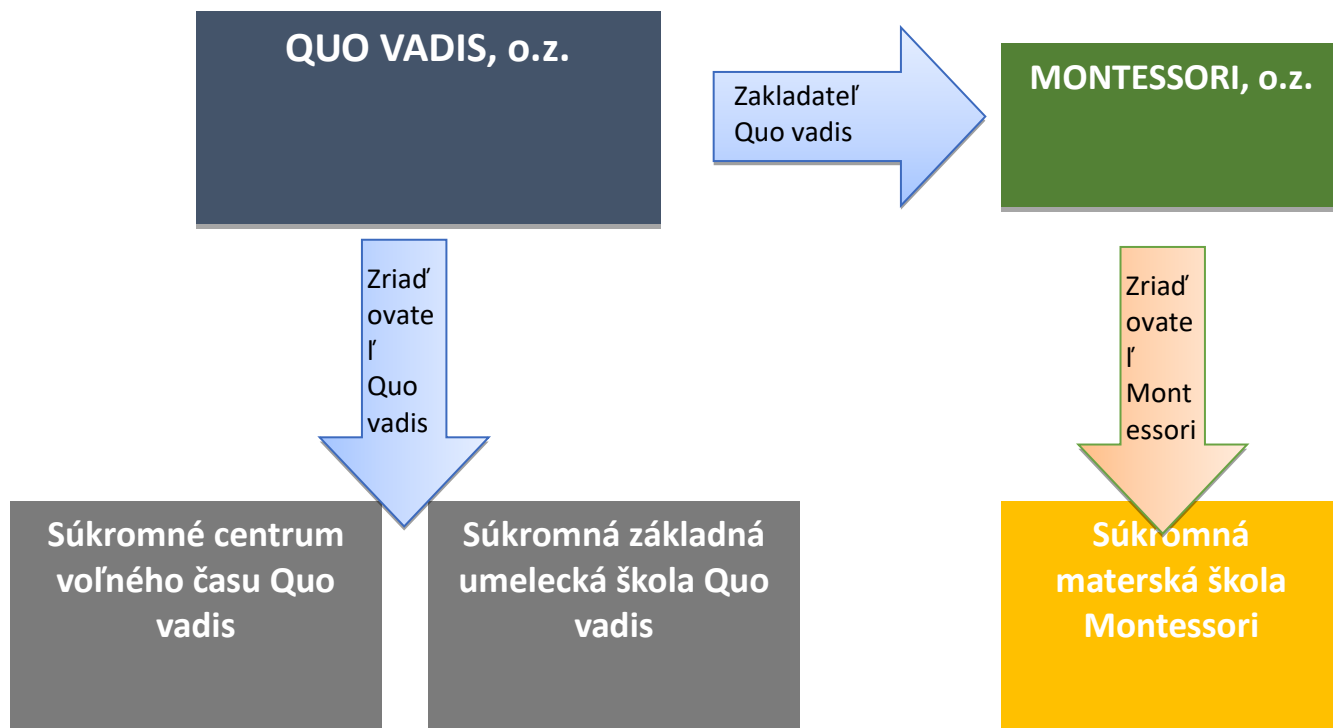 QUO VADIS, o.z.
Zakladateľ
Quo vadis
MONTESSORI, o.z.
Zriaď
ovate
ľ
Quo
vadis
Zriaď
ovate
ľ
Mont
essori
Súkromné centrum
voľného času Quo
vadis
Súkromná základná
umelecká škola Quo
vadis
Súkromná
materská škola
Montessori